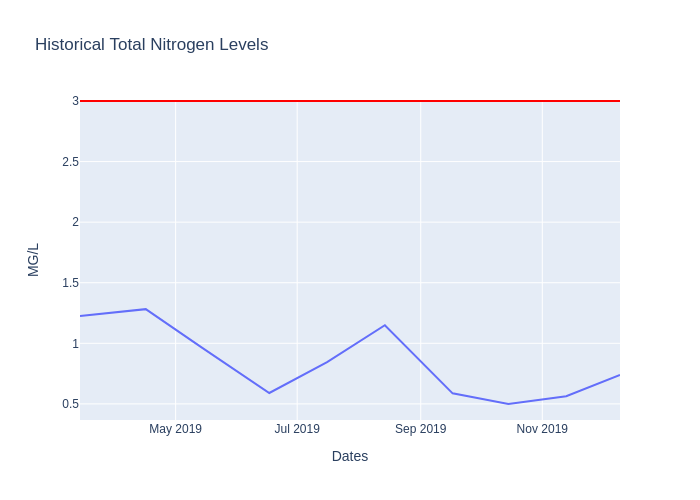 Historical Total Nitrogen Levels
3
2.5
2
1.5
1
0.5
MG/L
May 2019
Jul 2019
Sep 2019
Nov 2019
Dates